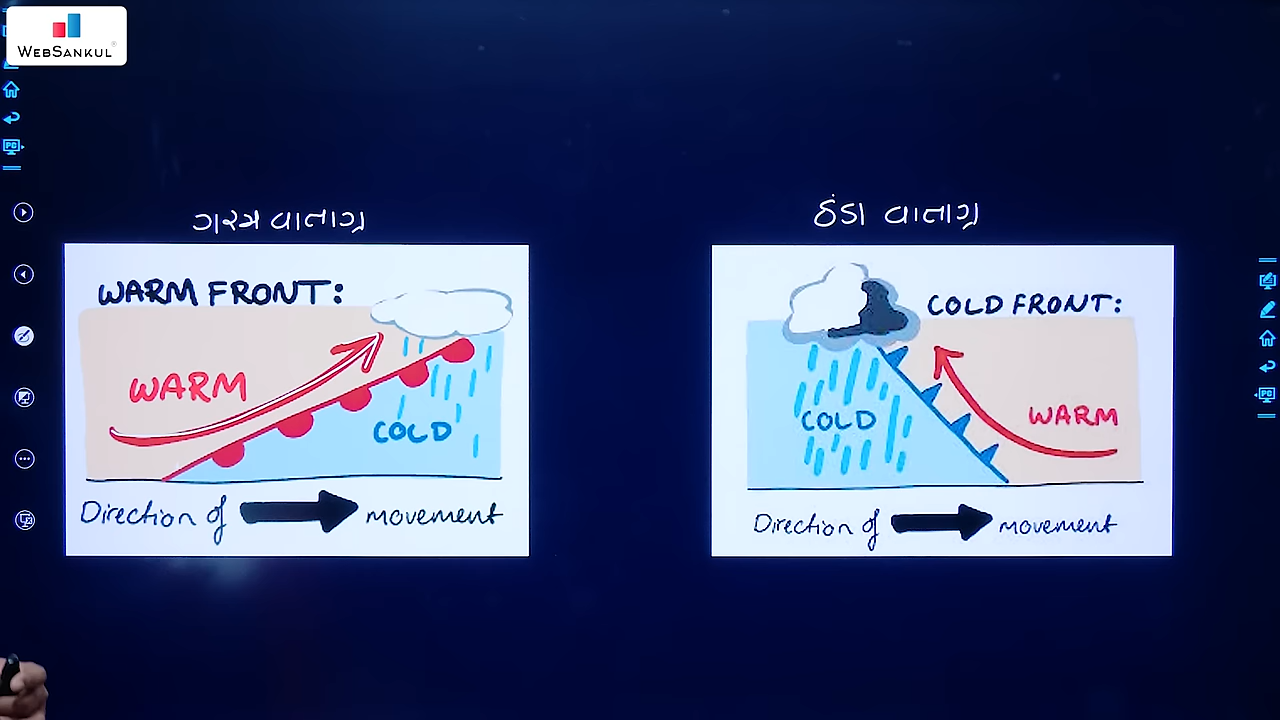 WEBSANKUL
ગરમ વાતાગ્ર
WARM FRONT:
WARM
COLD
Direction of movement
ઠંડા વાતાગ્ર
COLD FRONT:
COLD
WARM
Direction of movement